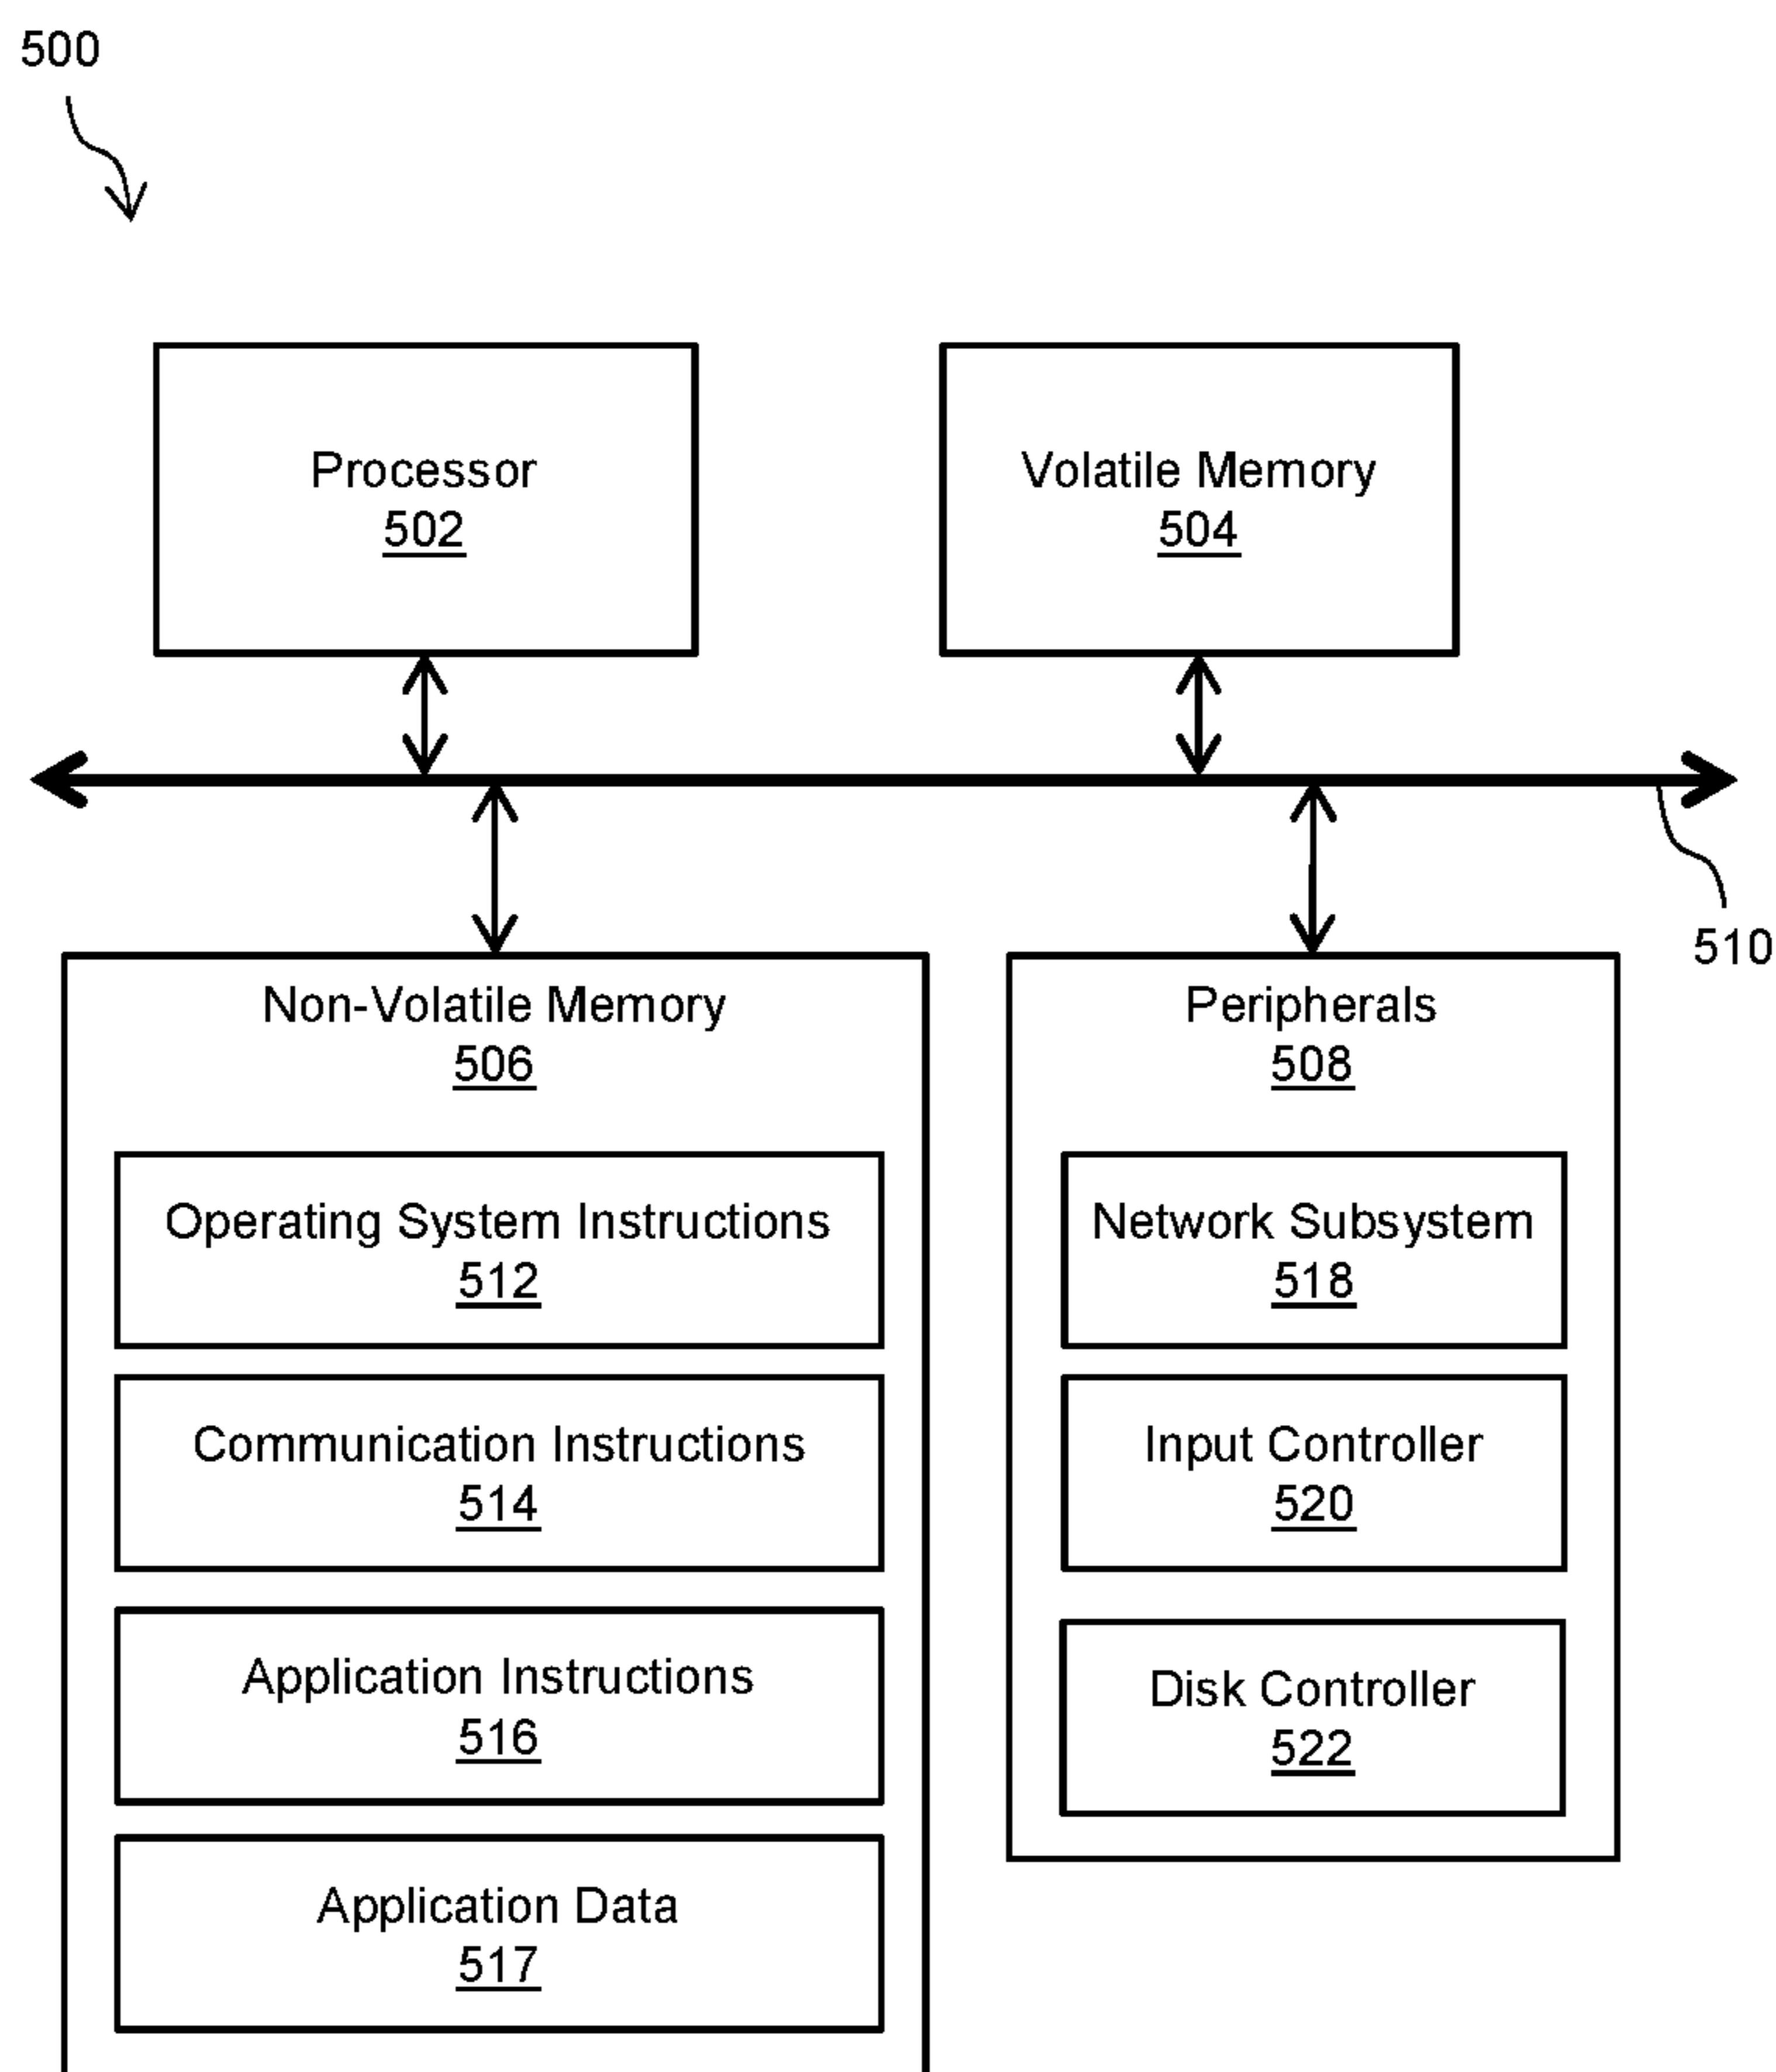 500
Processor
502
Volatile Memory
504
510
Non-Volatile Memory
506
Operating System Instructions
512
Communication Instructions
514
Application Instructions
516
Application Data
517
Peripherals
508
Network Subsystem
518
Input Controller
520
Disk Controller
522